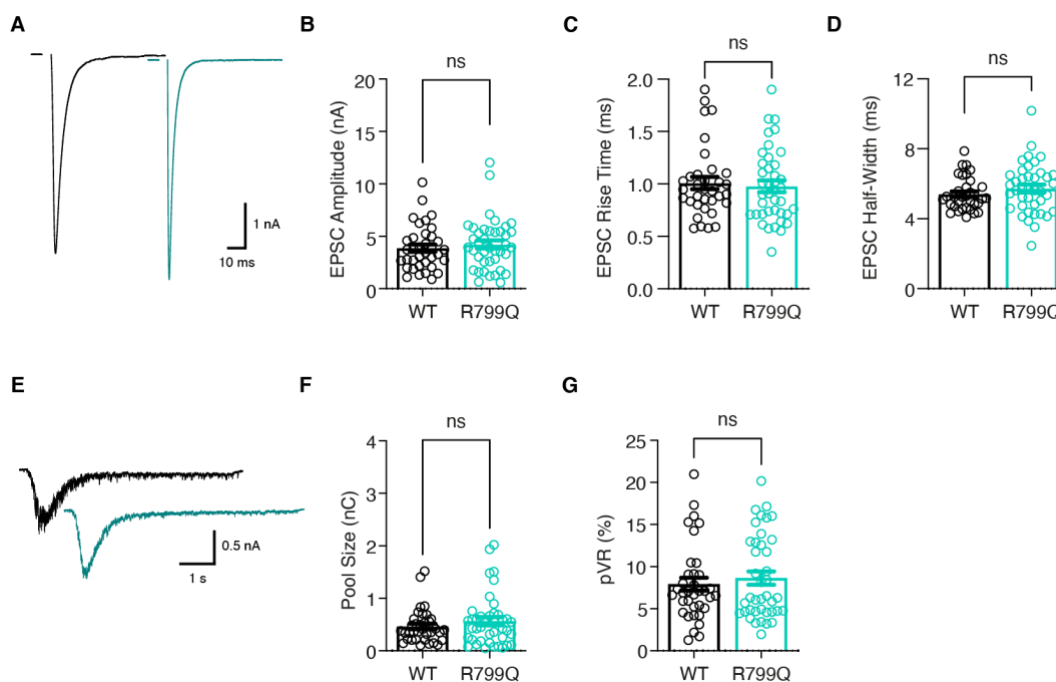 A
1 nA
10 ms
B
ns
EPSC Amplitude (nA)
20
15
10
5
0
WT R799Q
C
ns
EPSC Rise Time (ms)
2.0
1.5
1.0
0.5
0.0
WT R799Q
D
ns
EPSC Half-Width (ms)
12
8
4
0
WT R799Q
E
0.5 nA
1 s
F
ns
Pool Size (nC)
4
3
2
1
0
WT R799Q
G
ns
pVR (%)
25
20
15
10
5
0
WT R799Q